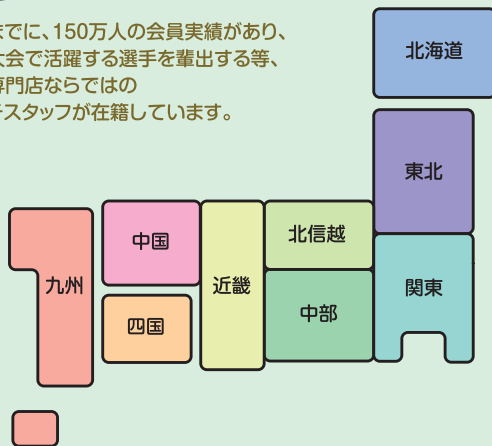 までに、150万人の会員実績があり、
大会で活躍する選手を輩出する等、
専門店ならではの
スタッフが在籍しています。
北海道
東北
北信越
中国
近畿
九州
関東
中部
四国